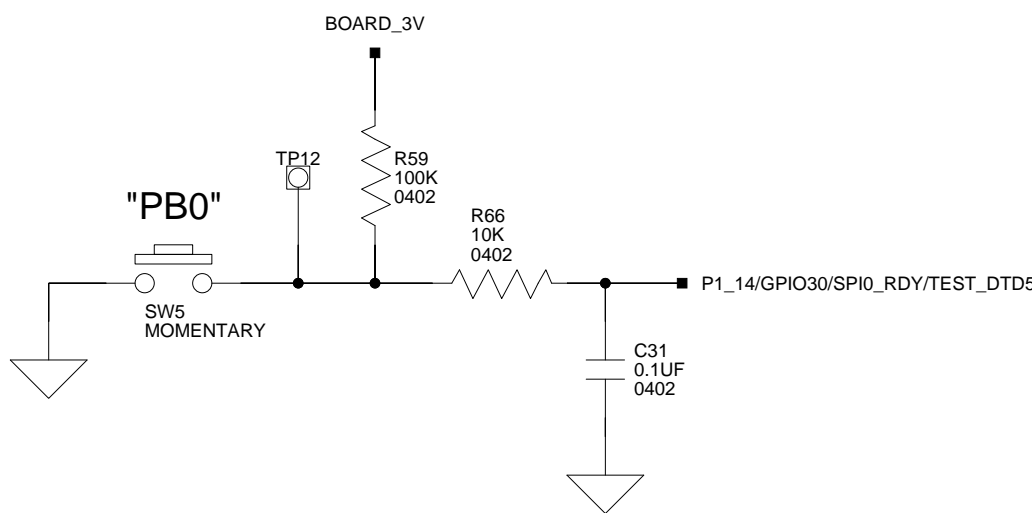 BOARD_3V
TP12
R59
100K
0402
"PB0"
R66
10K
0402
P1_14/GPIO30/SPI0_RDY/TEST_DTD5
SW5
MOMENTARY
C31
0.1UF
0402